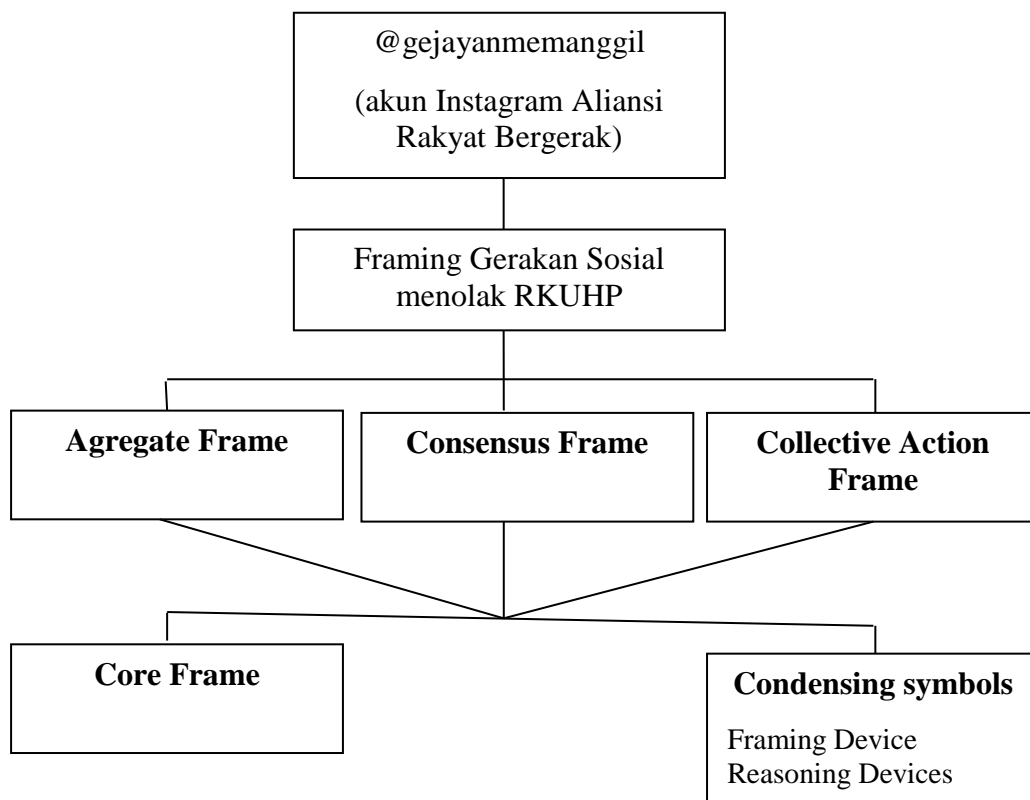 @gejayanmemanggil
(akun Instagram Aliansi
Rakyat Bergerak)
Framing Gerakan Sosial
menolak RKUHP
Agregate Frame
Consensus Frame
Collective Action
Frame
Core Frame
Condensing symbols
Framing Device
Reasoning Devices